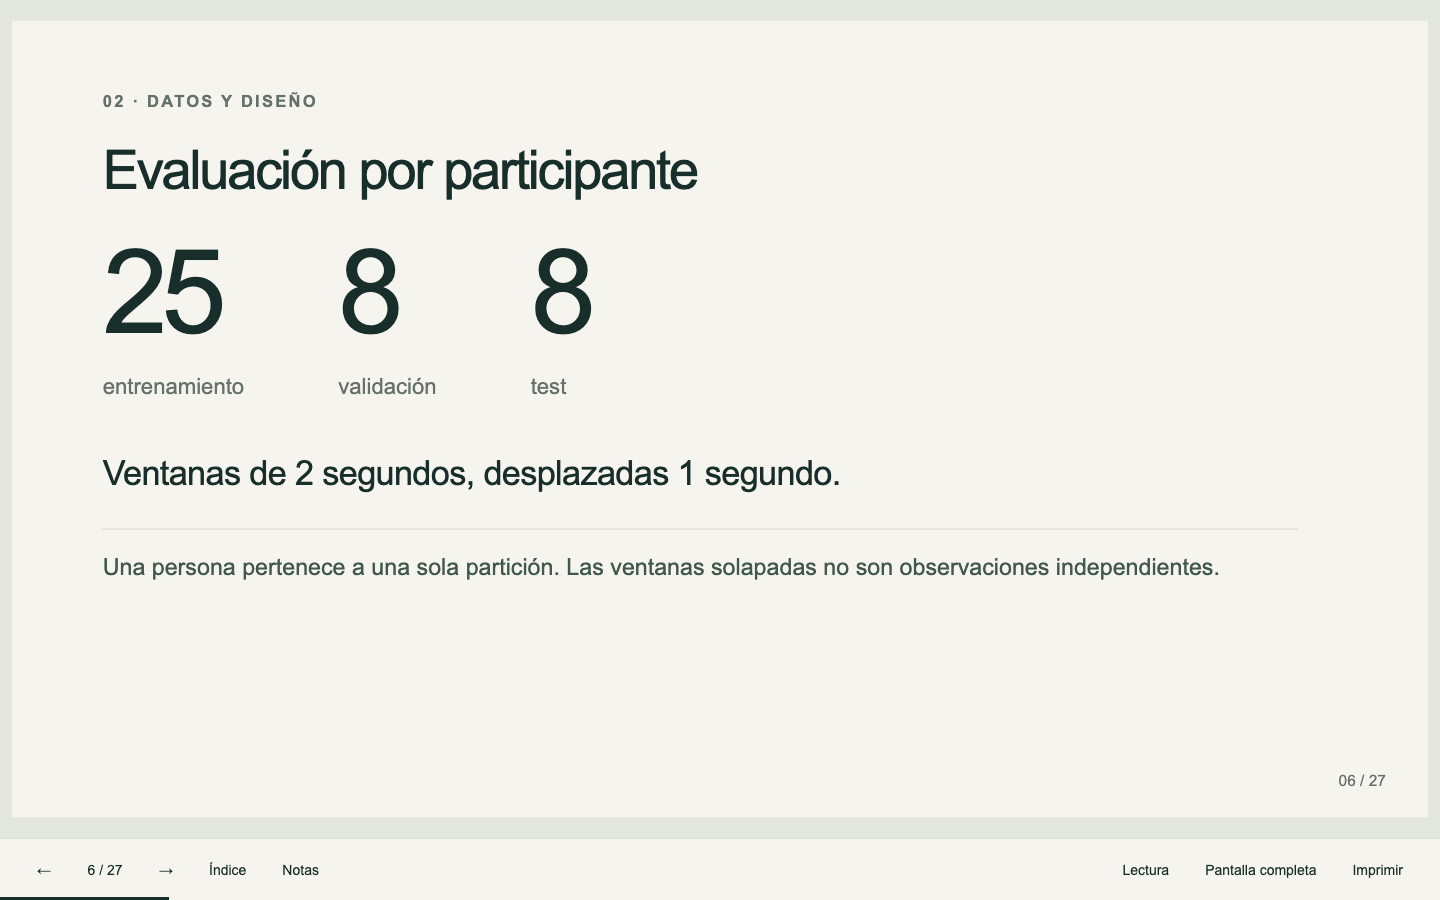 02 · DATOS Y DISEÑO
Evaluación por participante
25 8 8
entrenamiento validación test
Ventanas de 2 segundos, desplazadas 1 segundo.
Una persona pertenece a una sola partición. Las ventanas solapadas no son observaciones independientes.
06 / 27
← 6 / 27 → Índice Notas Lectura Pantalla completa Imprimir